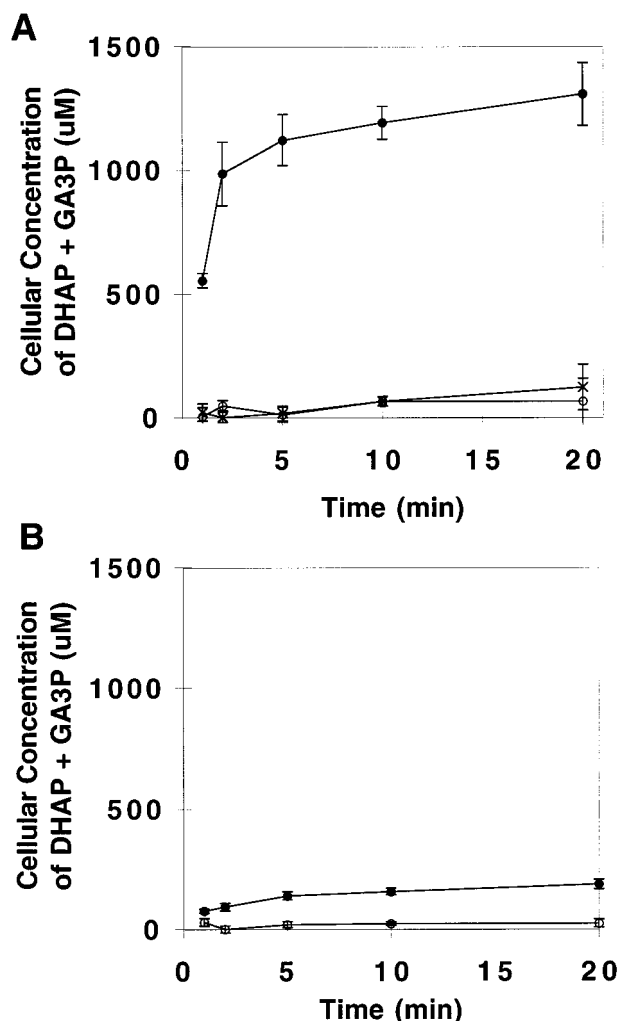 A
1500
1000
500
0
Cellular Concentration
of DHAP + GA3P (uM)
0 5 10 15 20
Time (min)
B
1500
1000
500
0
Cellular Concentration
of DHAP + GA3P (uM)
0 5 10 15 20
Time (min)